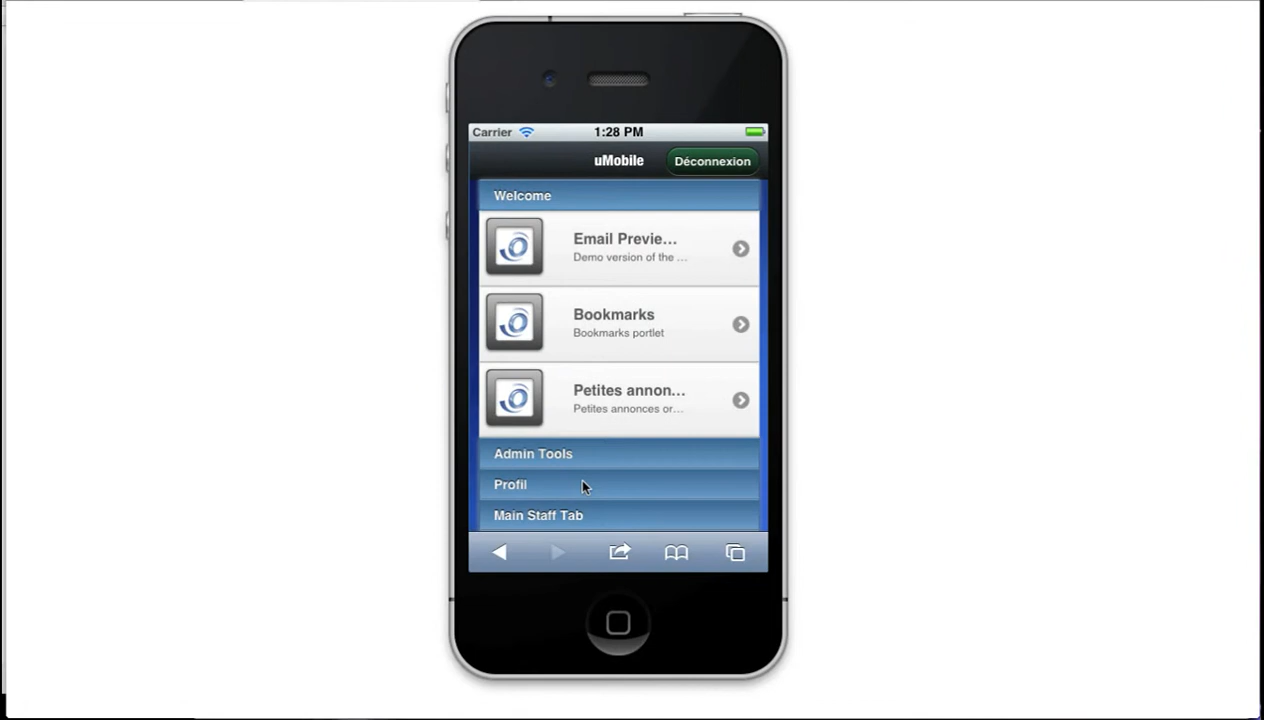 Carrier 1:28 PM
uMobile Déconnexion
Welcome
Email Previe...
Demo version of the ...
Bookmarks
Bookmarks portlet
Petites annon...
Petites annonces or...
Admin Tools
Profil
Main Staff Tab